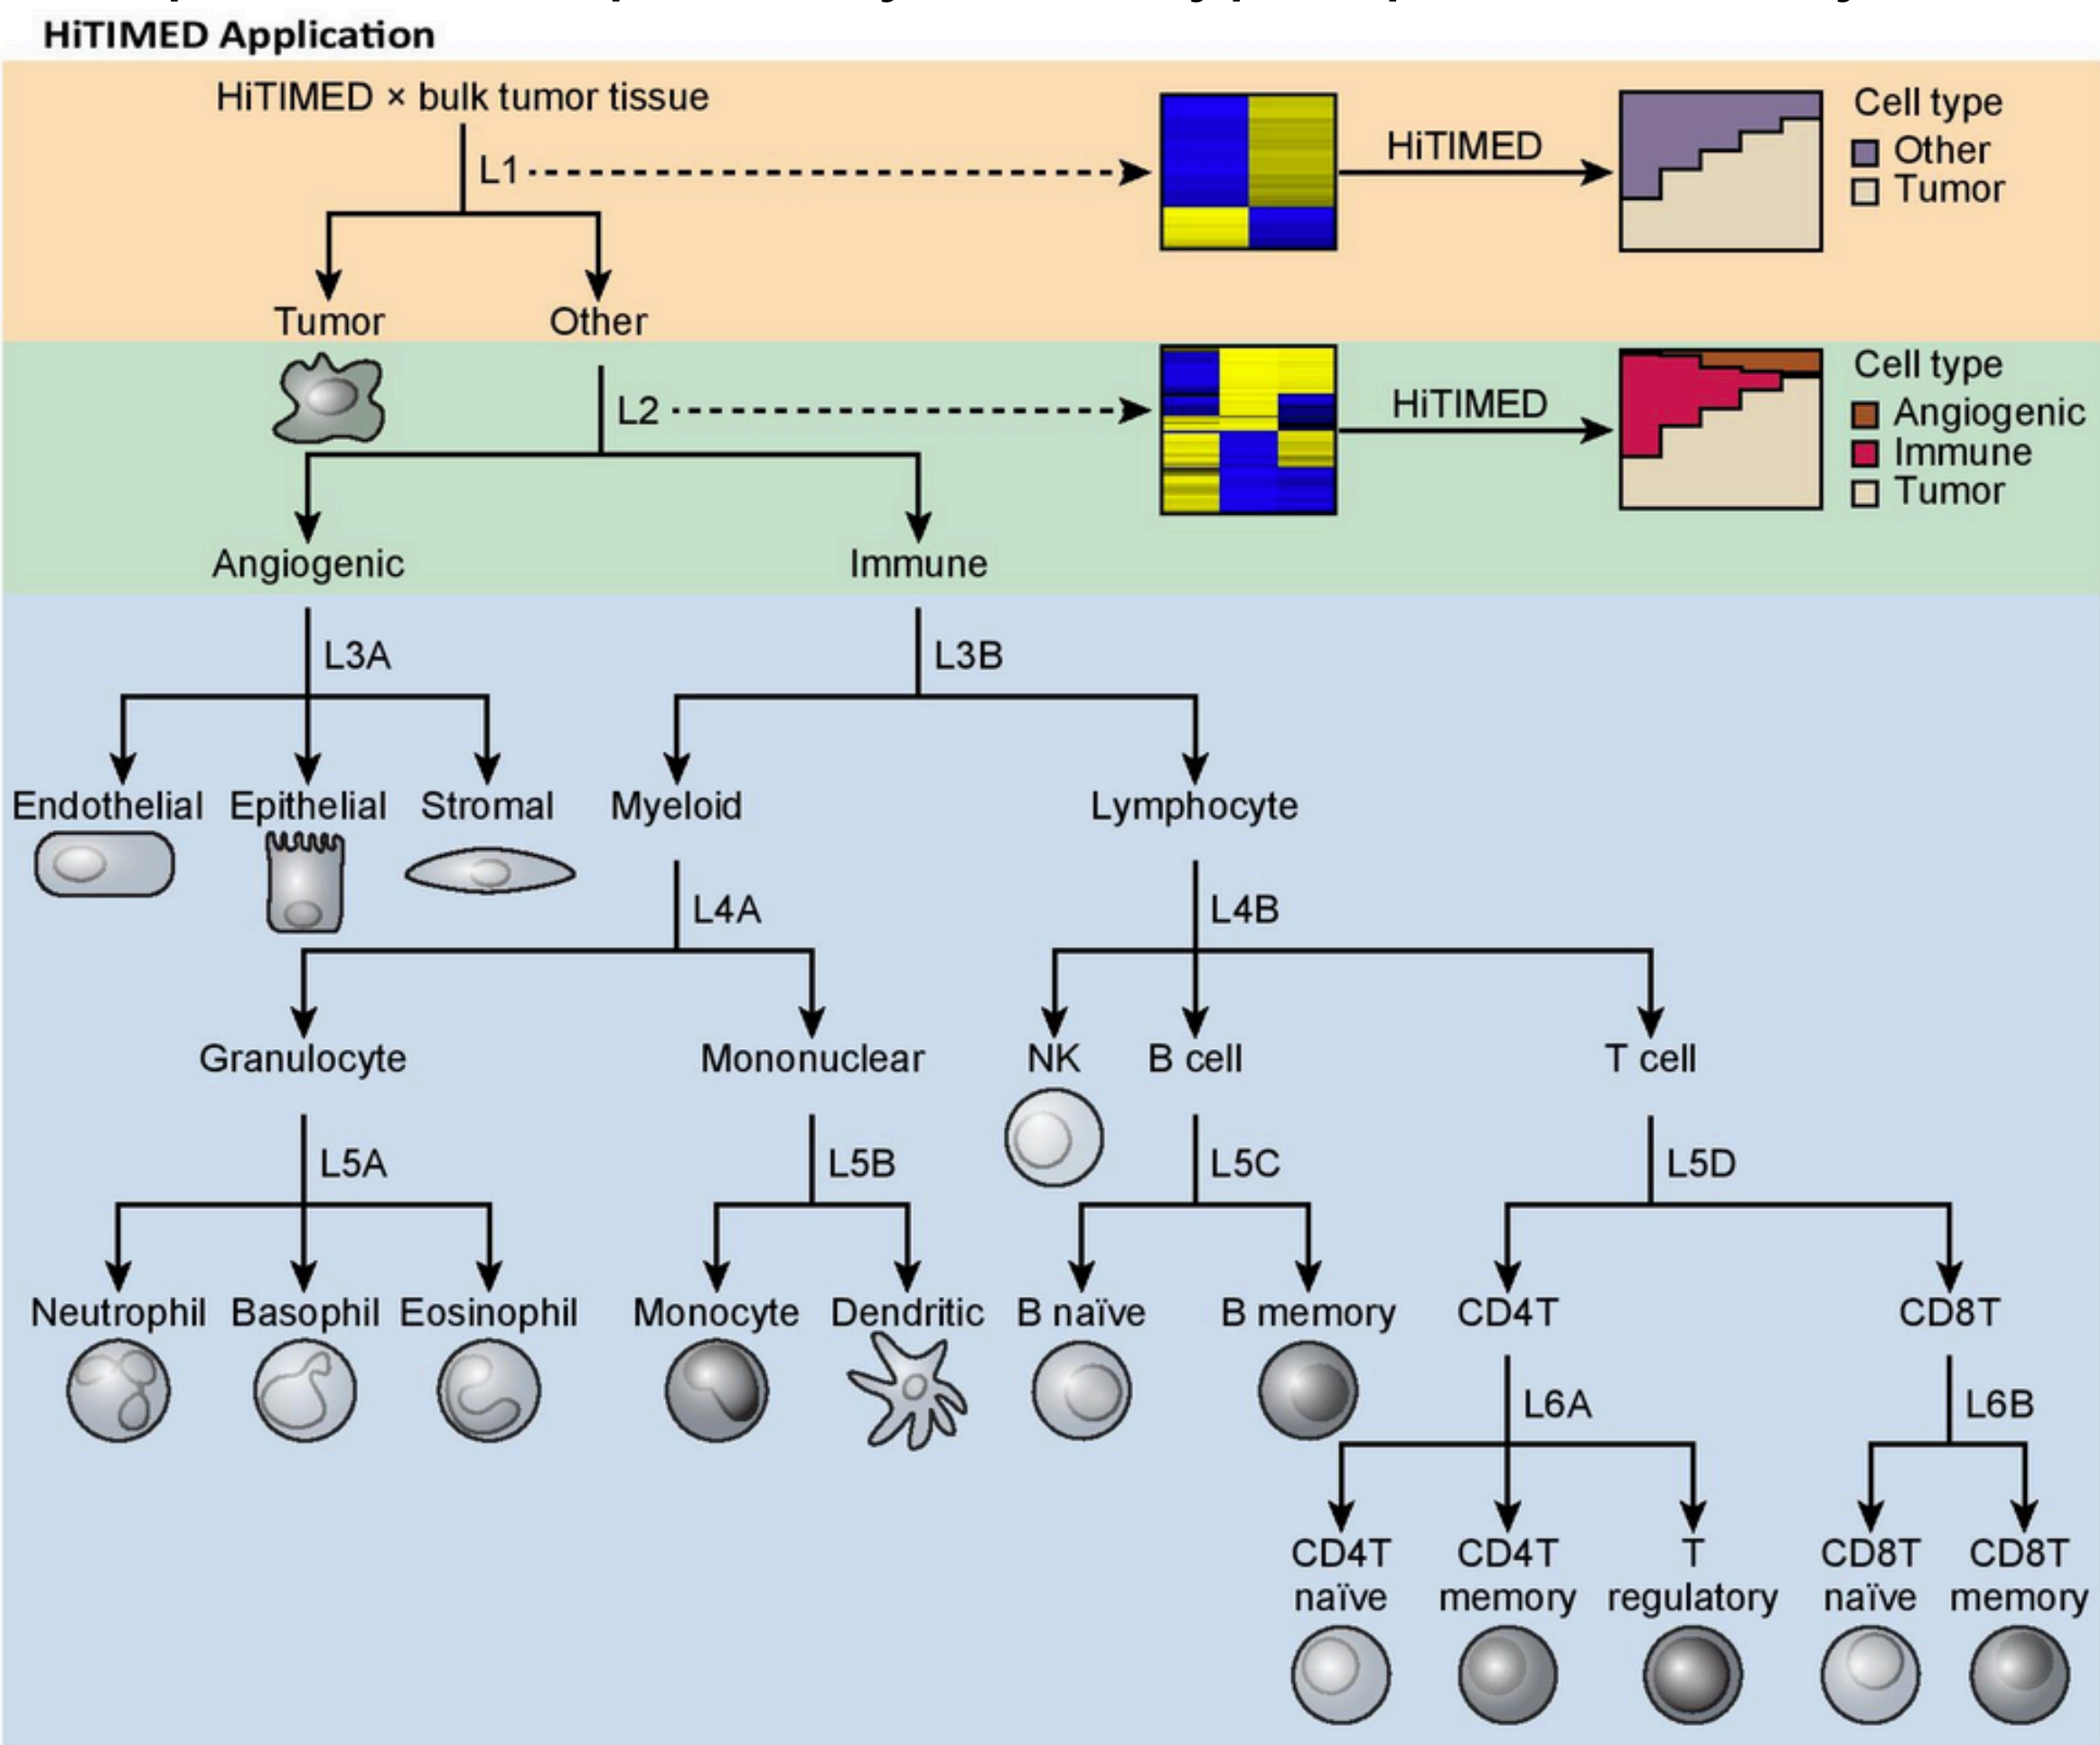 HiTIMED Application
HiTIMED × bulk tumor tissue
L1
HiTIMED
Cell type
Other
Tumor
Tumor
Other
L2
HiTIMED
Cell type
Angiogenic
Immune
Tumor
Angiogenic
Immune
L3A
L3B
Endothelial
Epithelial
Stromal
Myeloid
Lymphocyte
L4A
L4B
Granulocyte
Mononuclear
NK
B cell
T cell
L5A
L5B
L5C
L5D
Neutrophil
Basophil
Eosinophil
Monocyte
Dendritic
B naïve
B memory
CD4T
CD8T
L6A
L6B
CD4T
naïve
CD4T
memory
T
regulatory
CD8T
naïve
CD8T
memory